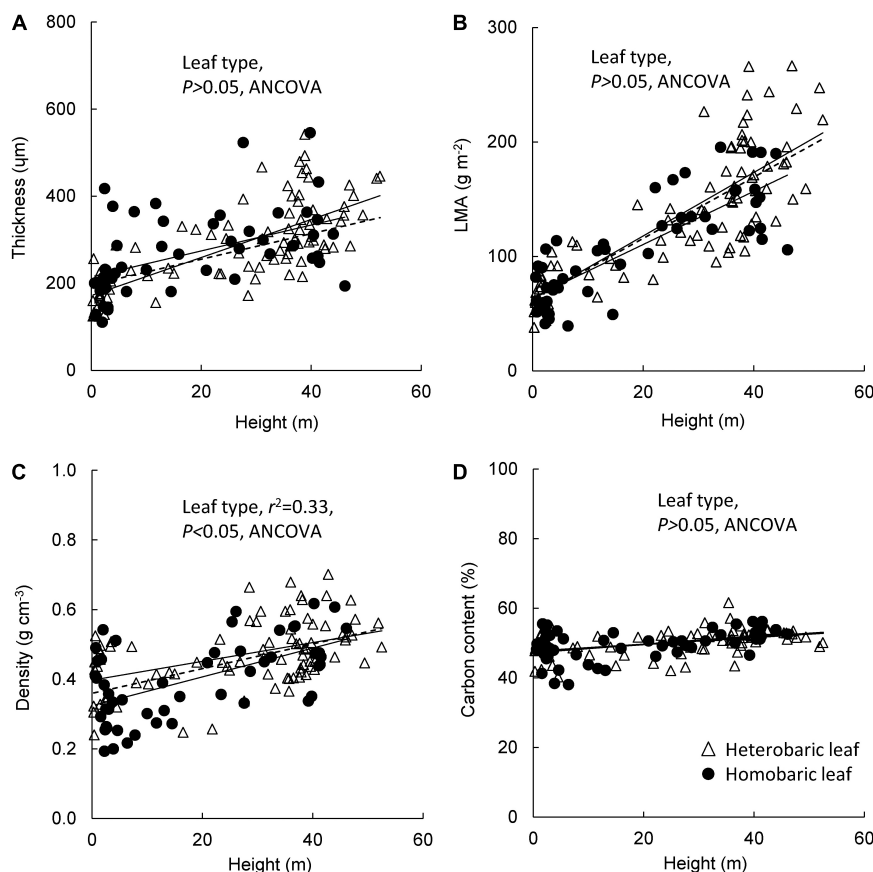 A
800
600
400
200
0
0 20 40 60
Thickness (µm)
Height (m)
Leaf type,
P>0.05, ANCOVA
B
300
200
100
0
0 20 40 60
LMA (g m-2)
Height (m)
Leaf type,
P>0.05, ANCOVA
C
1.0
0.8
0.6
0.4
0.2
0.0
0 20 40 60
Density (g cm-3)
Height (m)
Leaf type, r2=0.33,
P<0.05, ANCOVA
D
100
80
60
40
20
0
0 20 40 60
Carbon content (%)
Height (m)
Leaf type,
P>0.05, ANCOVA
Heterobaric leaf
Homobaric leaf